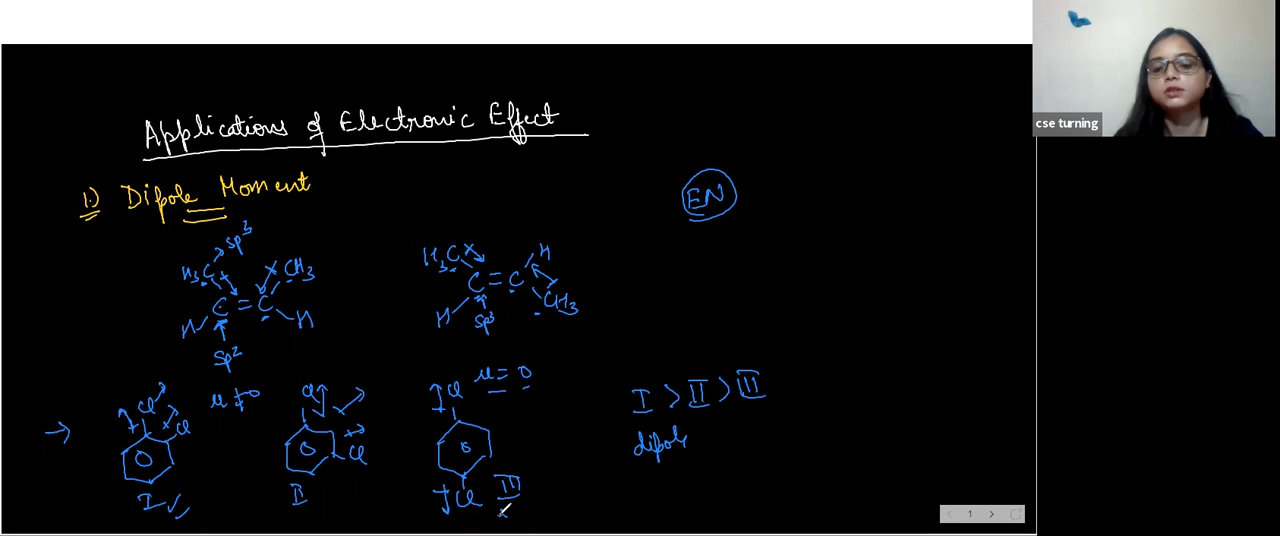 cse turning
Applications of Electronic Effect
1.) Dipole Moment
EN
sp3
H3C CH3
C = C
H H
sp2
μ ≠ 0
H3C H
C = C
H CH3
sp3
μ = 0
Cl Cl
I
Cl Cl
II
Cl Cl
III
I > II > III
dipole
1